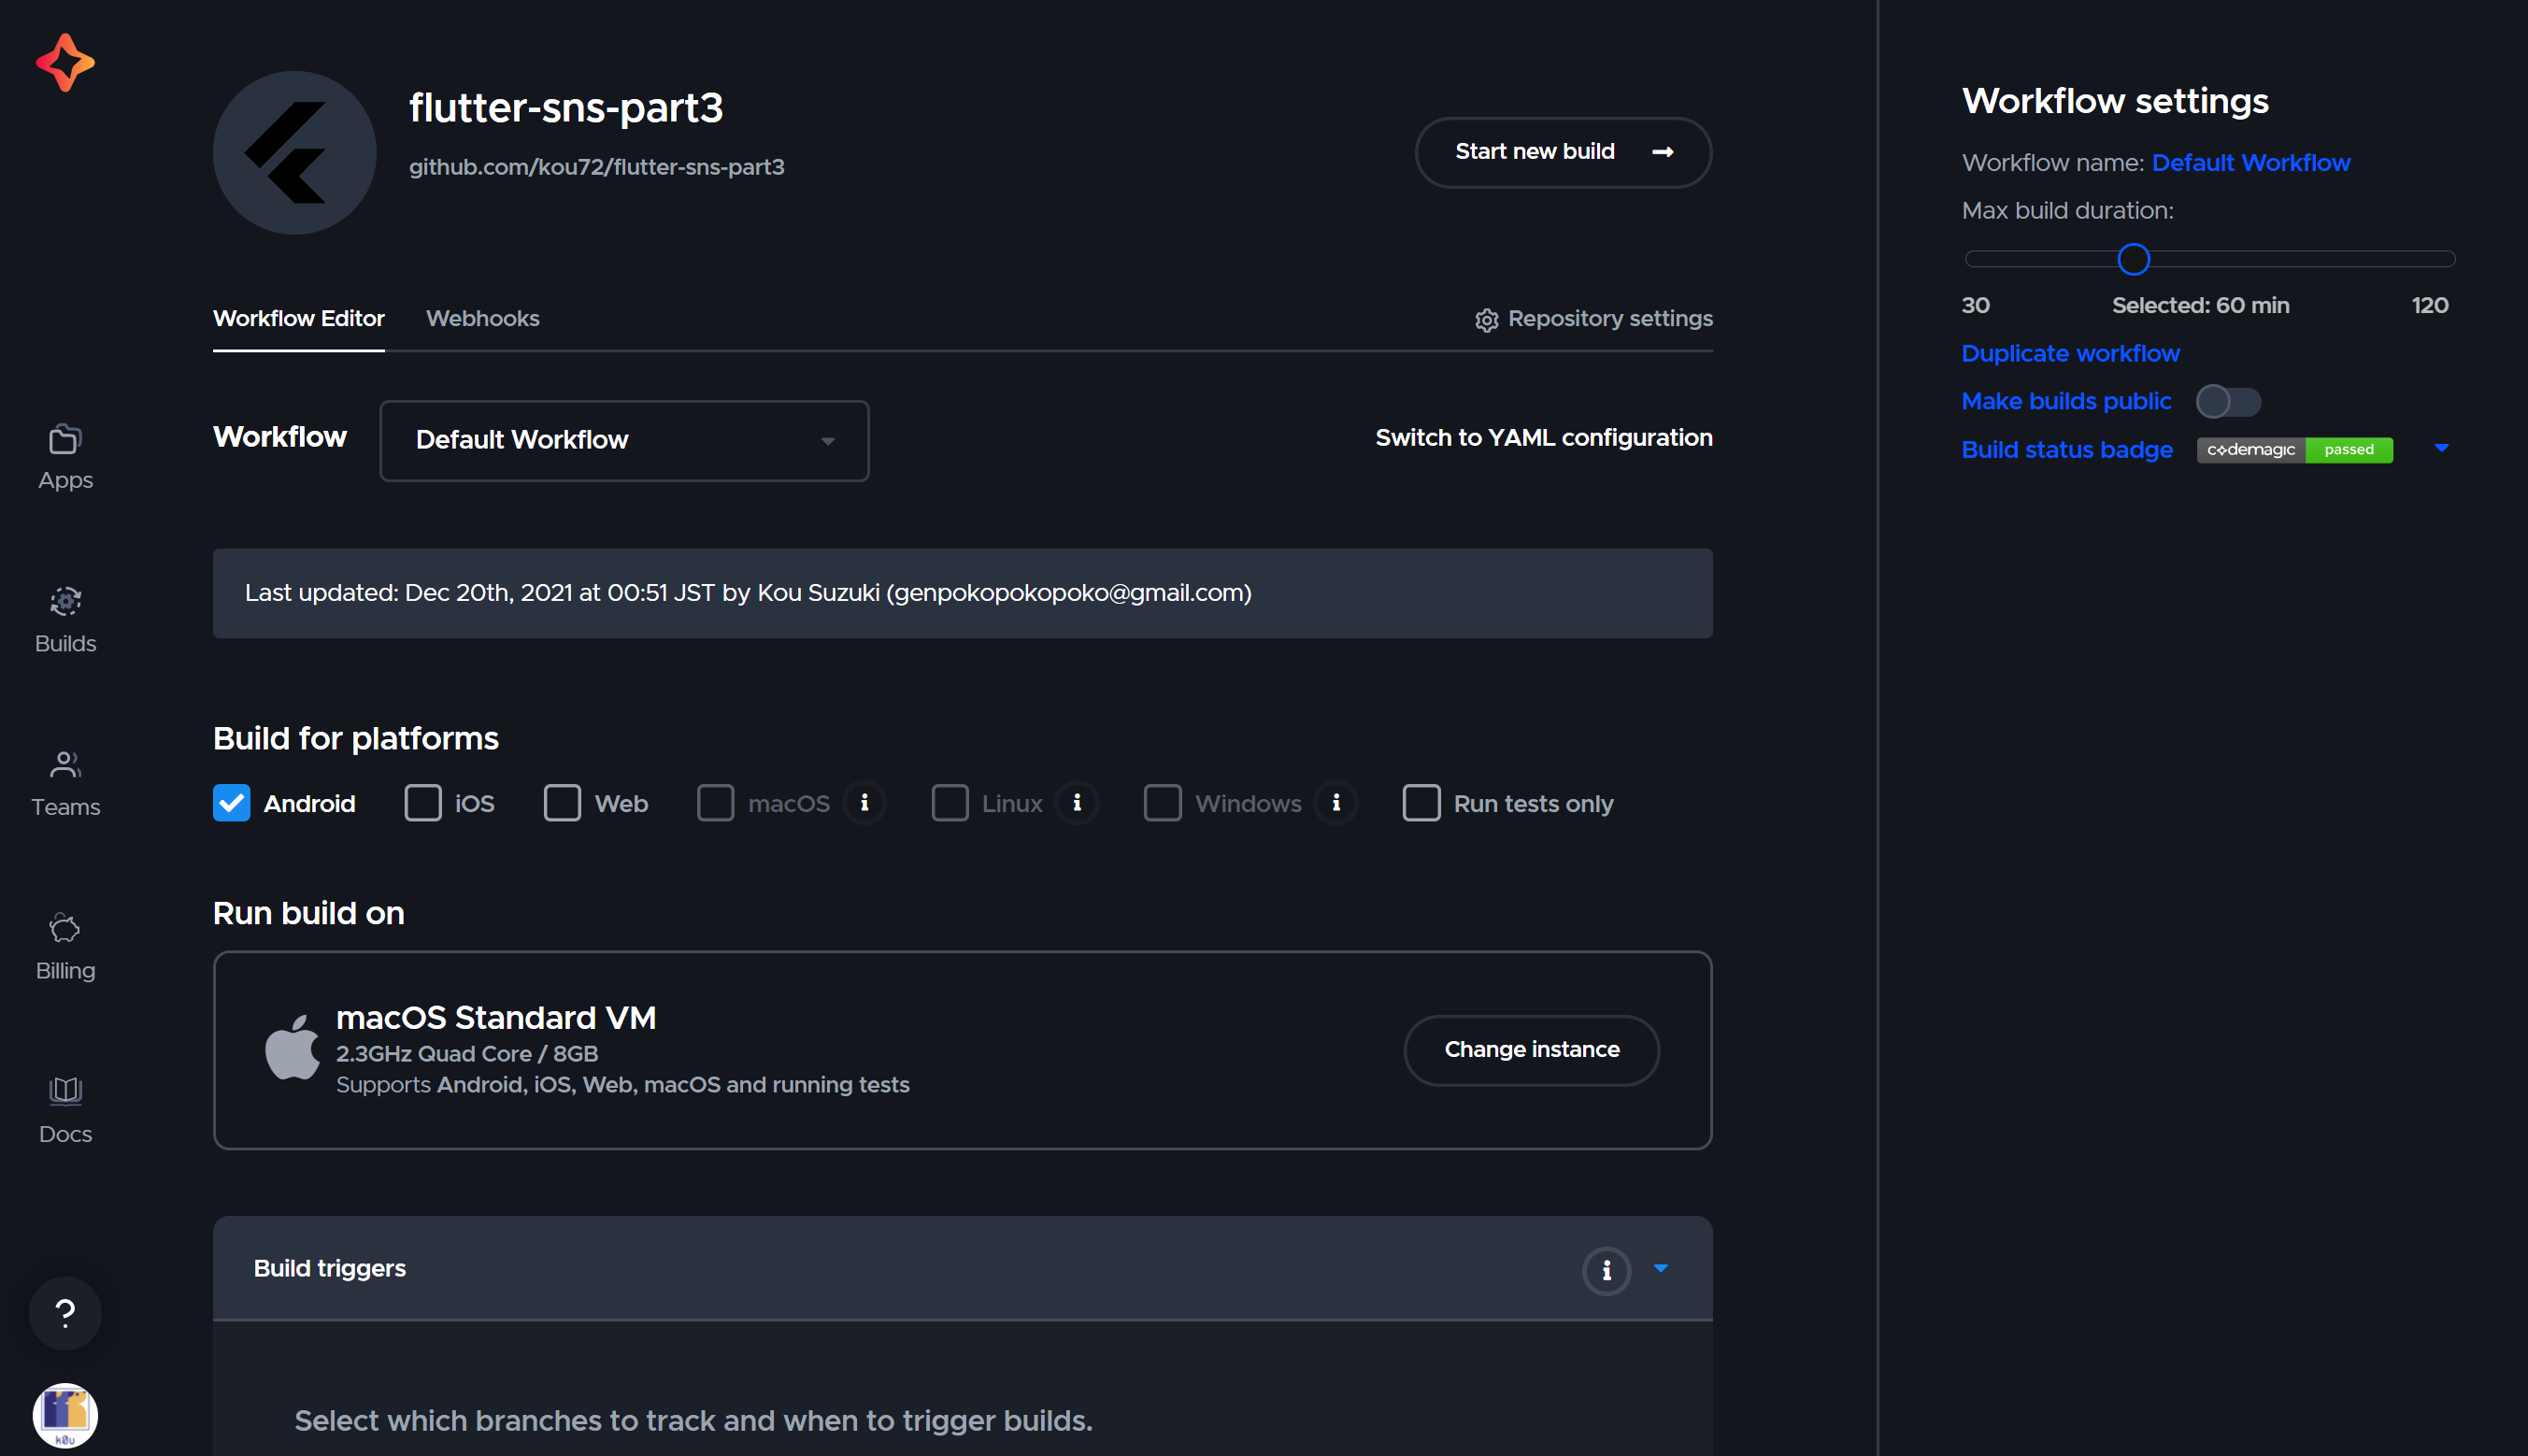 flutter-sns-part3
github.com/kou72/flutter-sns-part3
Start new build
Workflow Editor
Webhooks
Repository settings
Workflow
Default Workflow
Switch to YAML configuration
Last updated: Dec 20th, 2021 at 00:51 JST by Kou Suzuki (genpokopokopoko@gmail.com)
Build for platforms
Android
iOS
Web
macOS
Linux
Windows
Run tests only
Run build on
macOS Standard VM
2.3GHz Quad Core / 8GB
Supports Android, iOS, Web, macOS and running tests
Change instance
Build triggers
Select which branches to track and when to trigger builds.
Apps
Builds
Teams
Billing
Docs
?
k0u
Workflow settings
Workflow name: Default Workflow
Max build duration:
30
Selected: 60 min
120
Duplicate workflow
Make builds public
Build status badge
codemagic
passed